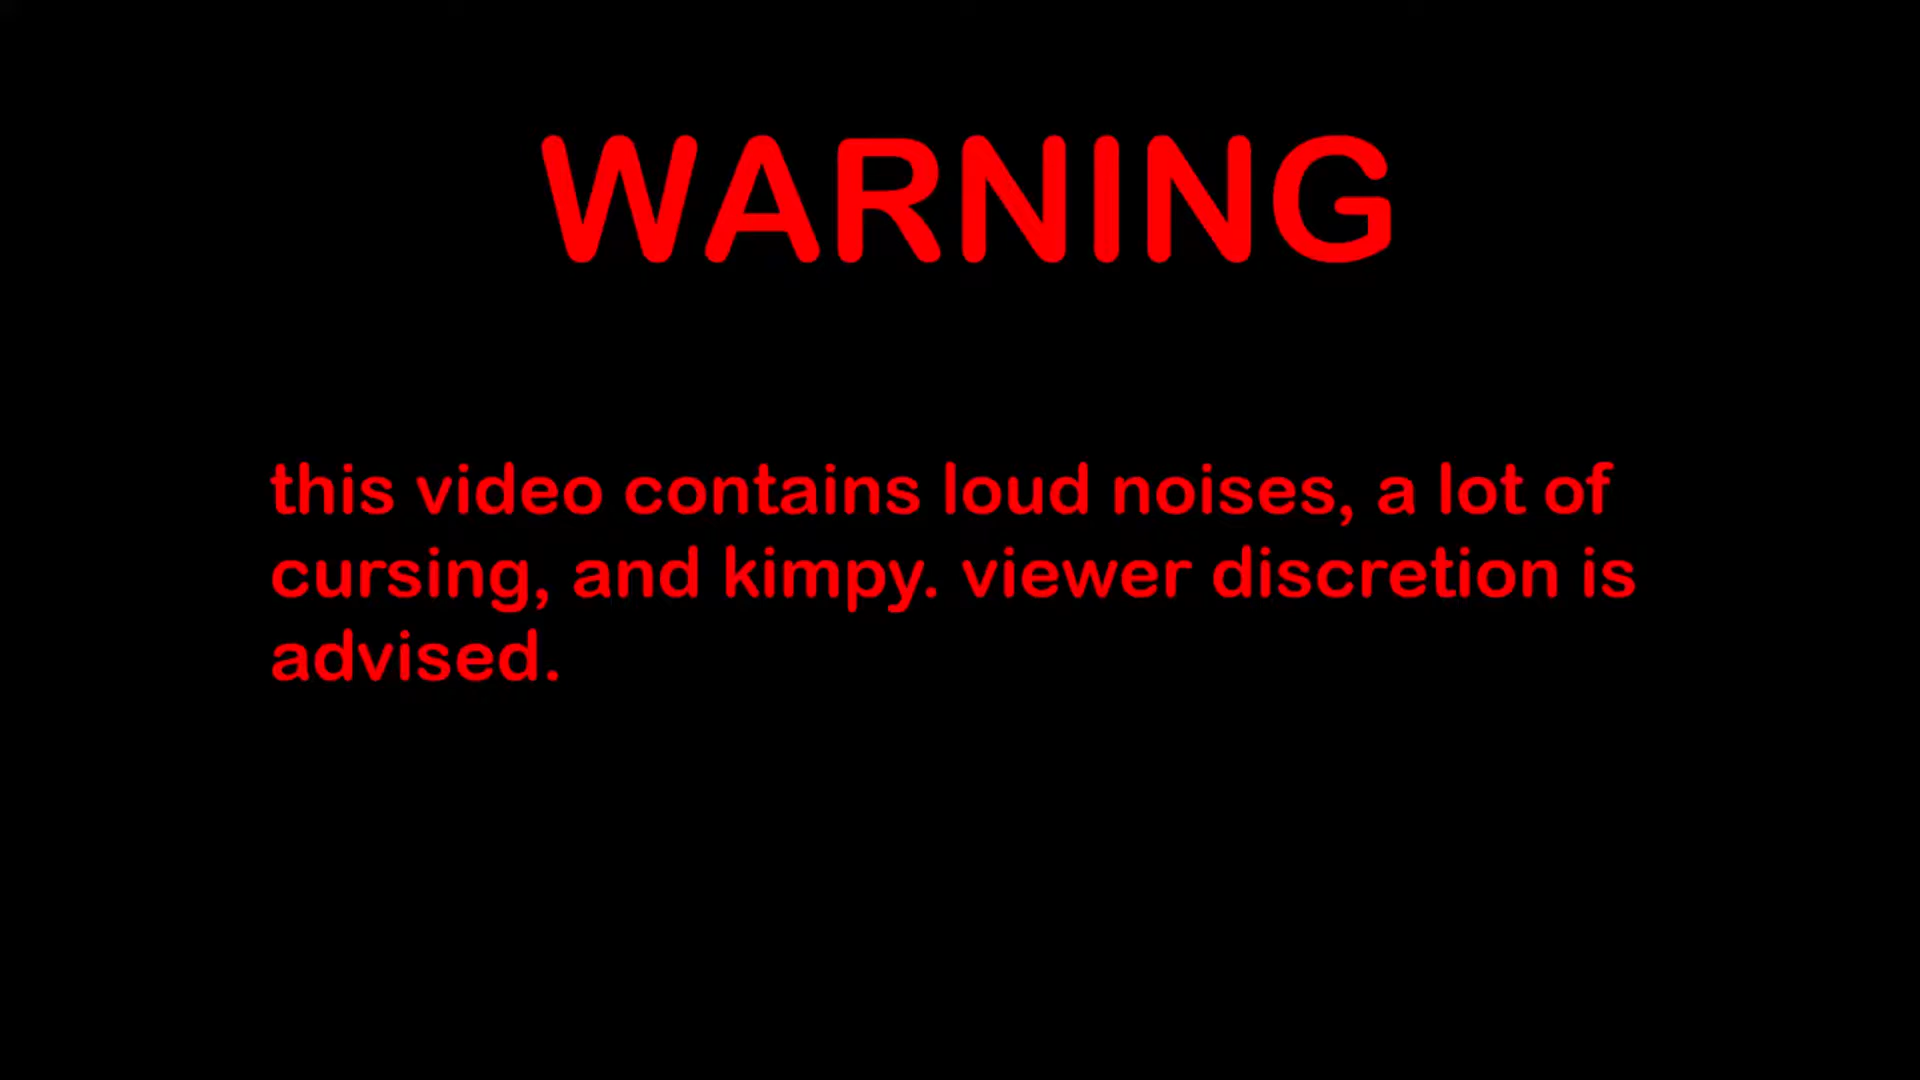 WARNING
this video contains loud noises, a lot of
cursing, and kimpy. viewer discretion is
advised.